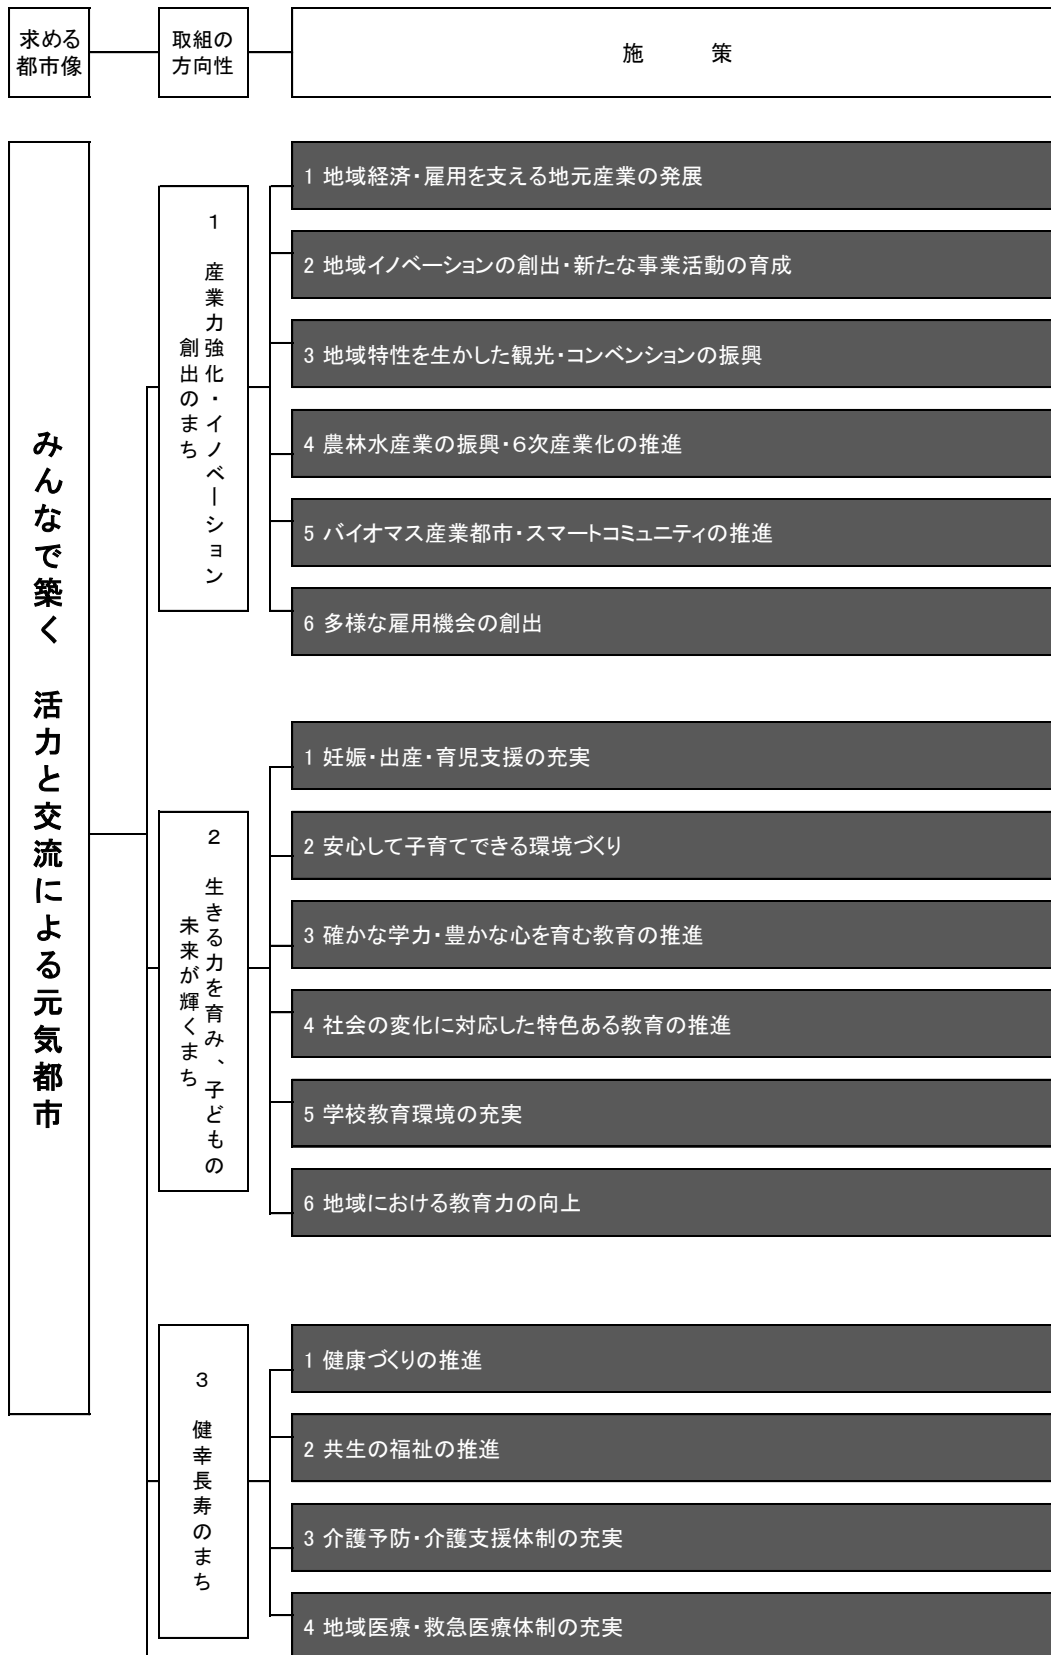 求める
都市像
取組の
方向性
施 策
みんなで築く 活力と交流による元気都市
1 産業力強化・イノベーション
創出のまち
1 地域経済・雇用を支える地元産業の発展
2 地域イノベーションの創出・新たな事業活動の育成
3 地域特性を生かした観光・コンベンションの振興
4 農林水産業の振興・6次産業化の推進
5 バイオマス産業都市・スマートコミュニティの推進
6 多様な雇用機会の創出
2 生きる力を育み、子どもの
未来が輝くまち
1 妊娠・出産・育児支援の充実
2 安心して子育てできる環境づくり
3 確かな学力・豊かな心を育む教育の推進
4 社会の変化に対応した特色ある教育の推進
5 学校教育環境の充実
6 地域における教育力の向上
3 健幸長寿のまち
1 健康づくりの推進
2 共生の福祉の推進
3 介護予防・介護支援体制の充実
4 地域医療・救急医療体制の充実